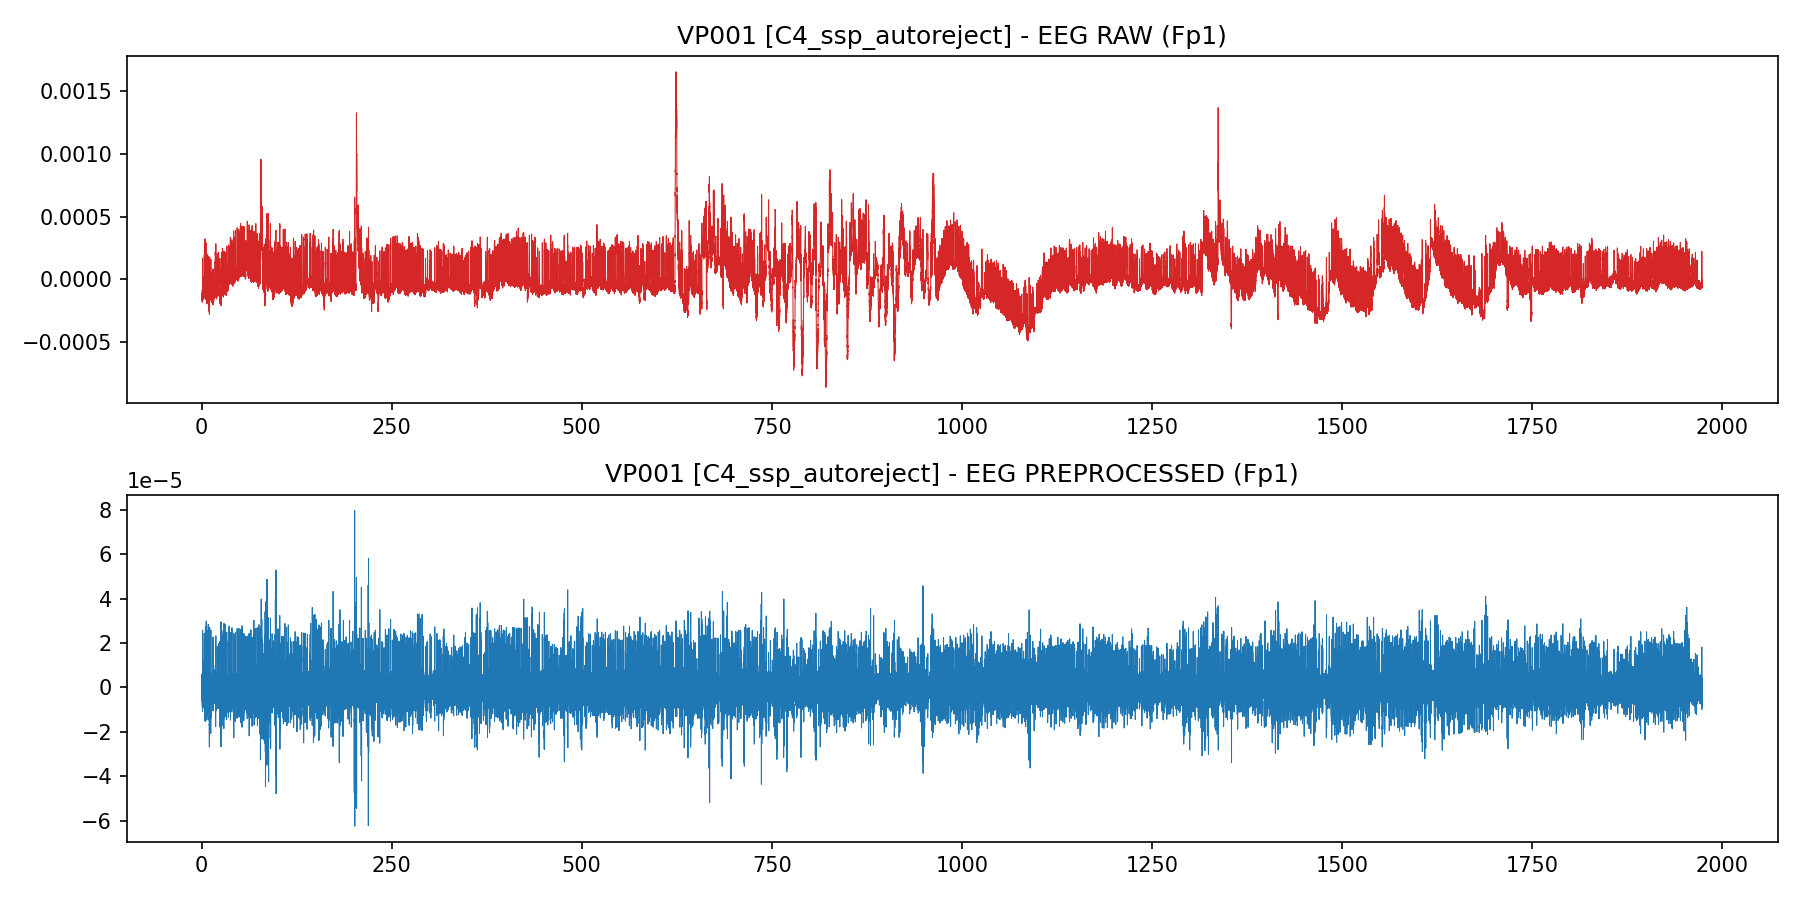 VP001 [C4_ssp_autoreject] - EEG RAW (Fp1)
0.0015
0.0010
0.0005
0.0000
−0.0005
0 250 500 750 1000 1250 1500 1750 2000
VP001 [C4_ssp_autoreject] - EEG PREPROCESSED (Fp1)
1e−5
8
6
4
2
0
−2
−4
−6
0 250 500 750 1000 1250 1500 1750 2000